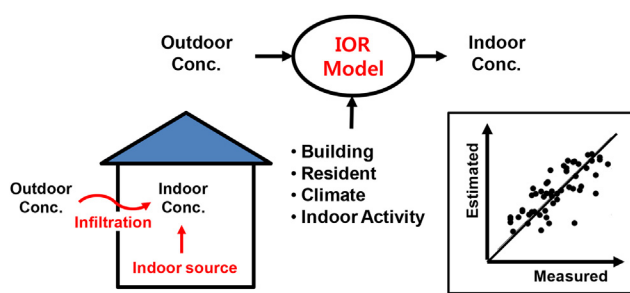 Outdoor
Conc.
IOR
Model
Indoor
Conc.
• Building
• Resident
• Climate
• Indoor Activity
Outdoor
Conc.
Infiltration
Indoor
Conc.
Indoor source
Estimated
Measured